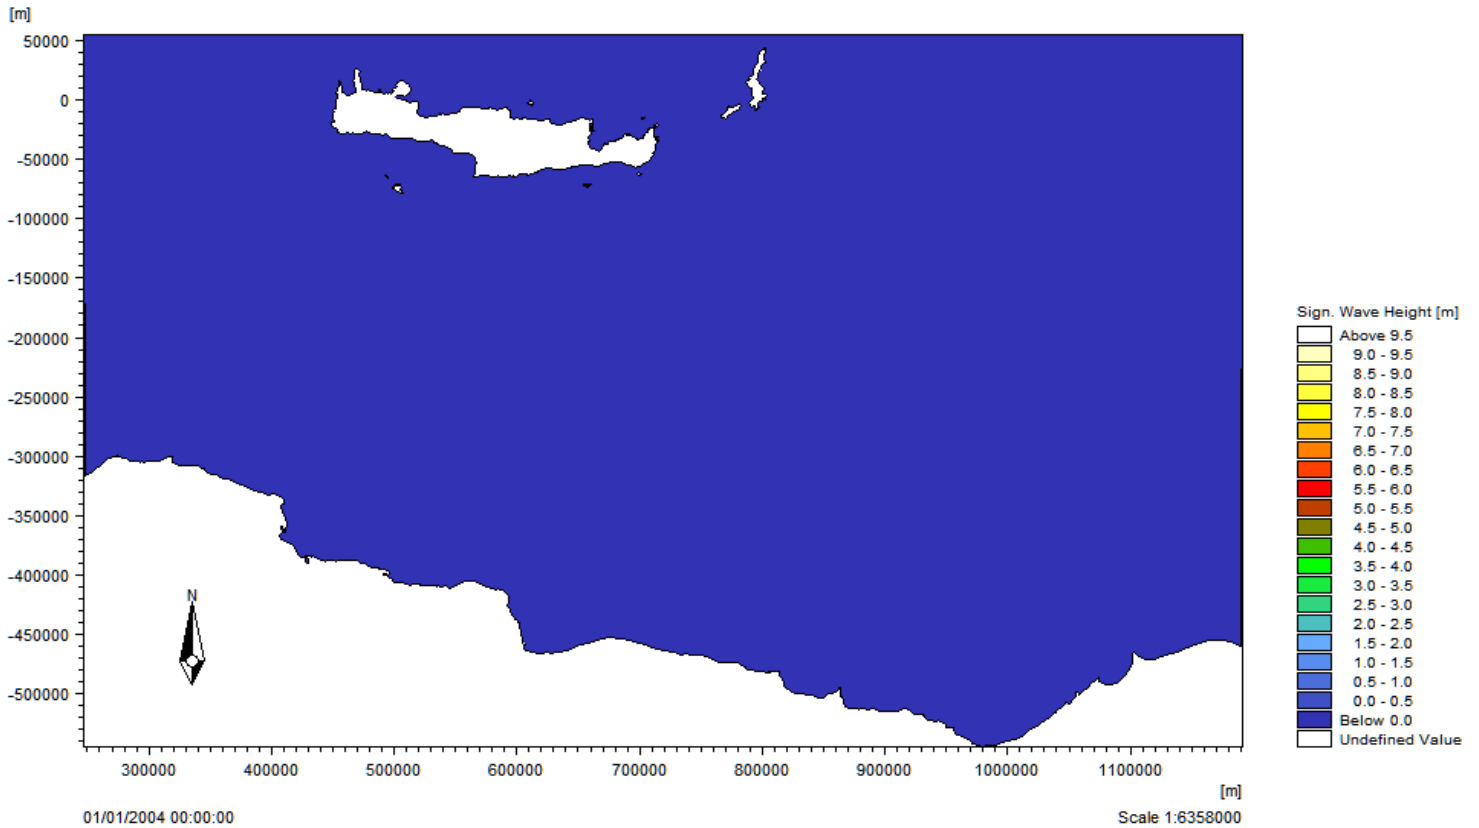 [m]
50000
0
-50000
-100000
-150000
-200000
-250000
-300000
-350000
-400000
-450000
-500000
N
300000
400000
500000
600000
700000
800000
900000
1000000
1100000
[m]
01/01/2004 00:00:00
Scale 1:6358000
Sign. Wave Height [m]
Above 9.5
9.0 - 9.5
8.5 - 9.0
8.0 - 8.5
7.5 - 8.0
7.0 - 7.5
6.5 - 7.0
6.0 - 6.5
5.5 - 6.0
5.0 - 5.5
4.5 - 5.0
4.0 - 4.5
3.5 - 4.0
3.0 - 3.5
2.5 - 3.0
2.0 - 2.5
1.5 - 2.0
1.0 - 1.5
0.5 - 1.0
0.0 - 0.5
Below 0.0
Undefined Value